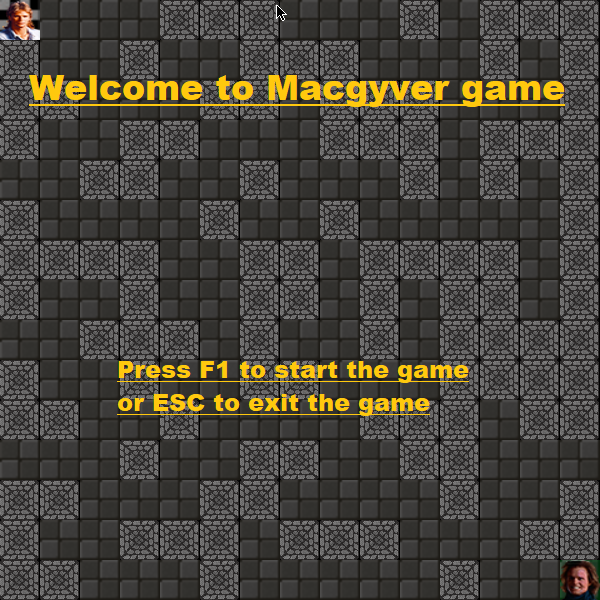 Welcome to Macgyver game
Press F1 to start the game
or ESC to exit the game